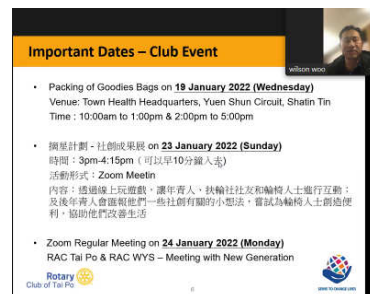 Important Dates – Club Event
wilson woo
• Packing of Goodies Bags on 19 January 2022 (Wednesday)
Venue: Town Health Headquarters, Yuen Shun Circuit, Shatin Tin
Time : 10:00am to 1:00pm & 2:00pm to 5:00pm
• 摘星計劃 - 社創成果展 on 23 January 2022 (Sunday)
時間：3pm-4:15pm（可以早10分鐘入去）
活動形式：Zoom Meetin
內容：透過線上玩遊戲，讓年青人、扶輪社社友和輪椅人士進行互動；
及後年青人會匯報他們一些社創有關的小想法，嘗試為輪椅人士創造便
利，協助他們改善生活
• Zoom Regular Meeting on 24 January 2022 (Monday)
RAC Tai Po & RAC WYS – Meeting with New Generation
Rotary
Club of Tai Po
6
SERVE TO CHANGE LIVES